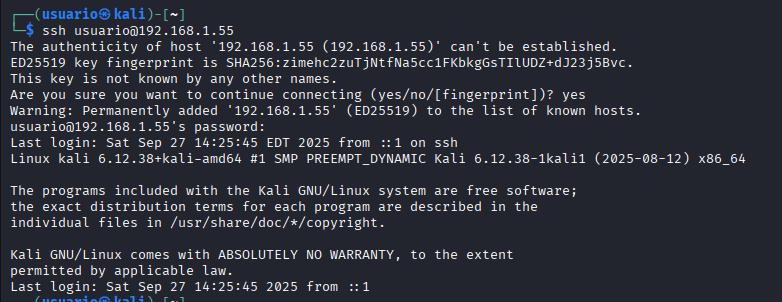 ┌──(usuario㉿kali)-[~]
└─$ ssh usuario@192.168.1.55
The authenticity of host '192.168.1.55 (192.168.1.55)' can't be established.
ED25519 key fingerprint is SHA256:zimehc2zuTjNtfNa5cc1FKbkgGsTIlUDZ+dJ23j5Bvc.
This key is not known by any other names.
Are you sure you want to continue connecting (yes/no/[fingerprint])? yes
Warning: Permanently added '192.168.1.55' (ED25519) to the list of known hosts.
usuario@192.168.1.55's password:
Last login: Sat Sep 27 14:25:45 EDT 2025 from ::1 on ssh
Linux kali 6.12.38+kali-amd64 #1 SMP PREEMPT_DYNAMIC Kali 6.12.38-1kali1 (2025-08-12) x86_64
The programs included with the Kali GNU/Linux system are free software;
the exact distribution terms for each program are described in the
individual files in /usr/share/doc/*/copyright.
Kali GNU/Linux comes with ABSOLUTELY NO WARRANTY, to the extent
permitted by applicable law.
Last login: Sat Sep 27 14:25:45 2025 from ::1
┌──(usuario㉿kali)-[~]